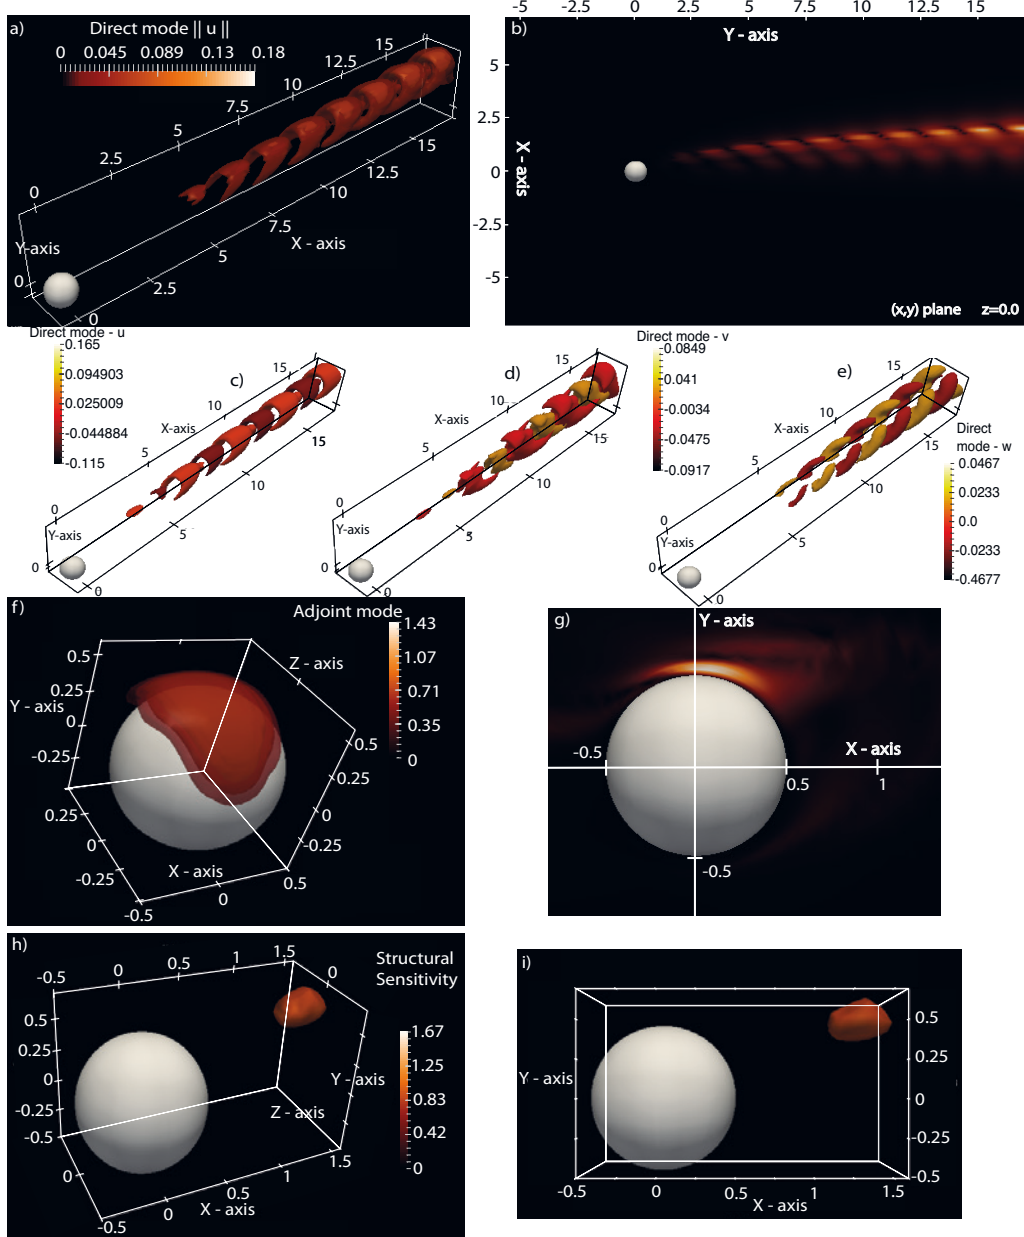 a)
Direct mode || u ||
0 0.045 0.089 0.13 0.18
0
2.5
5
7.5
10
12.5
15
Y-axis
0
0
2.5
5
7.5
10
12.5
15
X - axis
-5 -2.5 0 2.5 5 7.5 10 12.5 15
b)
Y - axis
5
2.5
0
-2.5
-5
X - axis
(x,y) plane z=0.0
Direct mode - u
-0.165
0.094903
0.025009
-0.044884
-0.115
c)
X-axis
0
5
10
15
Y-axis
0
0
5
10
15
d)
X-axis
0
5
10
15
Y-axis
0
0
5
10
15
Direct mode - v
-0.0849
0.041
-0.0034
-0.0475
-0.0917
e)
X-axis
0
5
10
15
Y-axis
0
0
5
10
15
Direct
mode - w
0.0467
0.0233
0.0
-0.0233
-0.4677
f)
Adjoint mode
1.43
1.07
0.71
0.35
0
0.5
0.25
0
-0.25
Y - axis
Z - axis
0.5
0.25
0
-0.25
0.25
0
-0.25
X - axis
-0.5
0
0.5
g)
Y - axis
-0.5
X - axis
0.5
1
-0.5
h)
-0.5 0 0.5 1 1.5
0
Structural
Sensitivity
1.67
1.25
0.83
0.42
0
0.5
0.25
0
-0.25
-0.5
Y - axis
Z - axis
0
-0.5
0
0.5
1
1.5
X - axis
i)
0.5
0.25
0
-0.25
-0.5
Y - axis
-0.5 0 0.5 1 1.5
X - axis